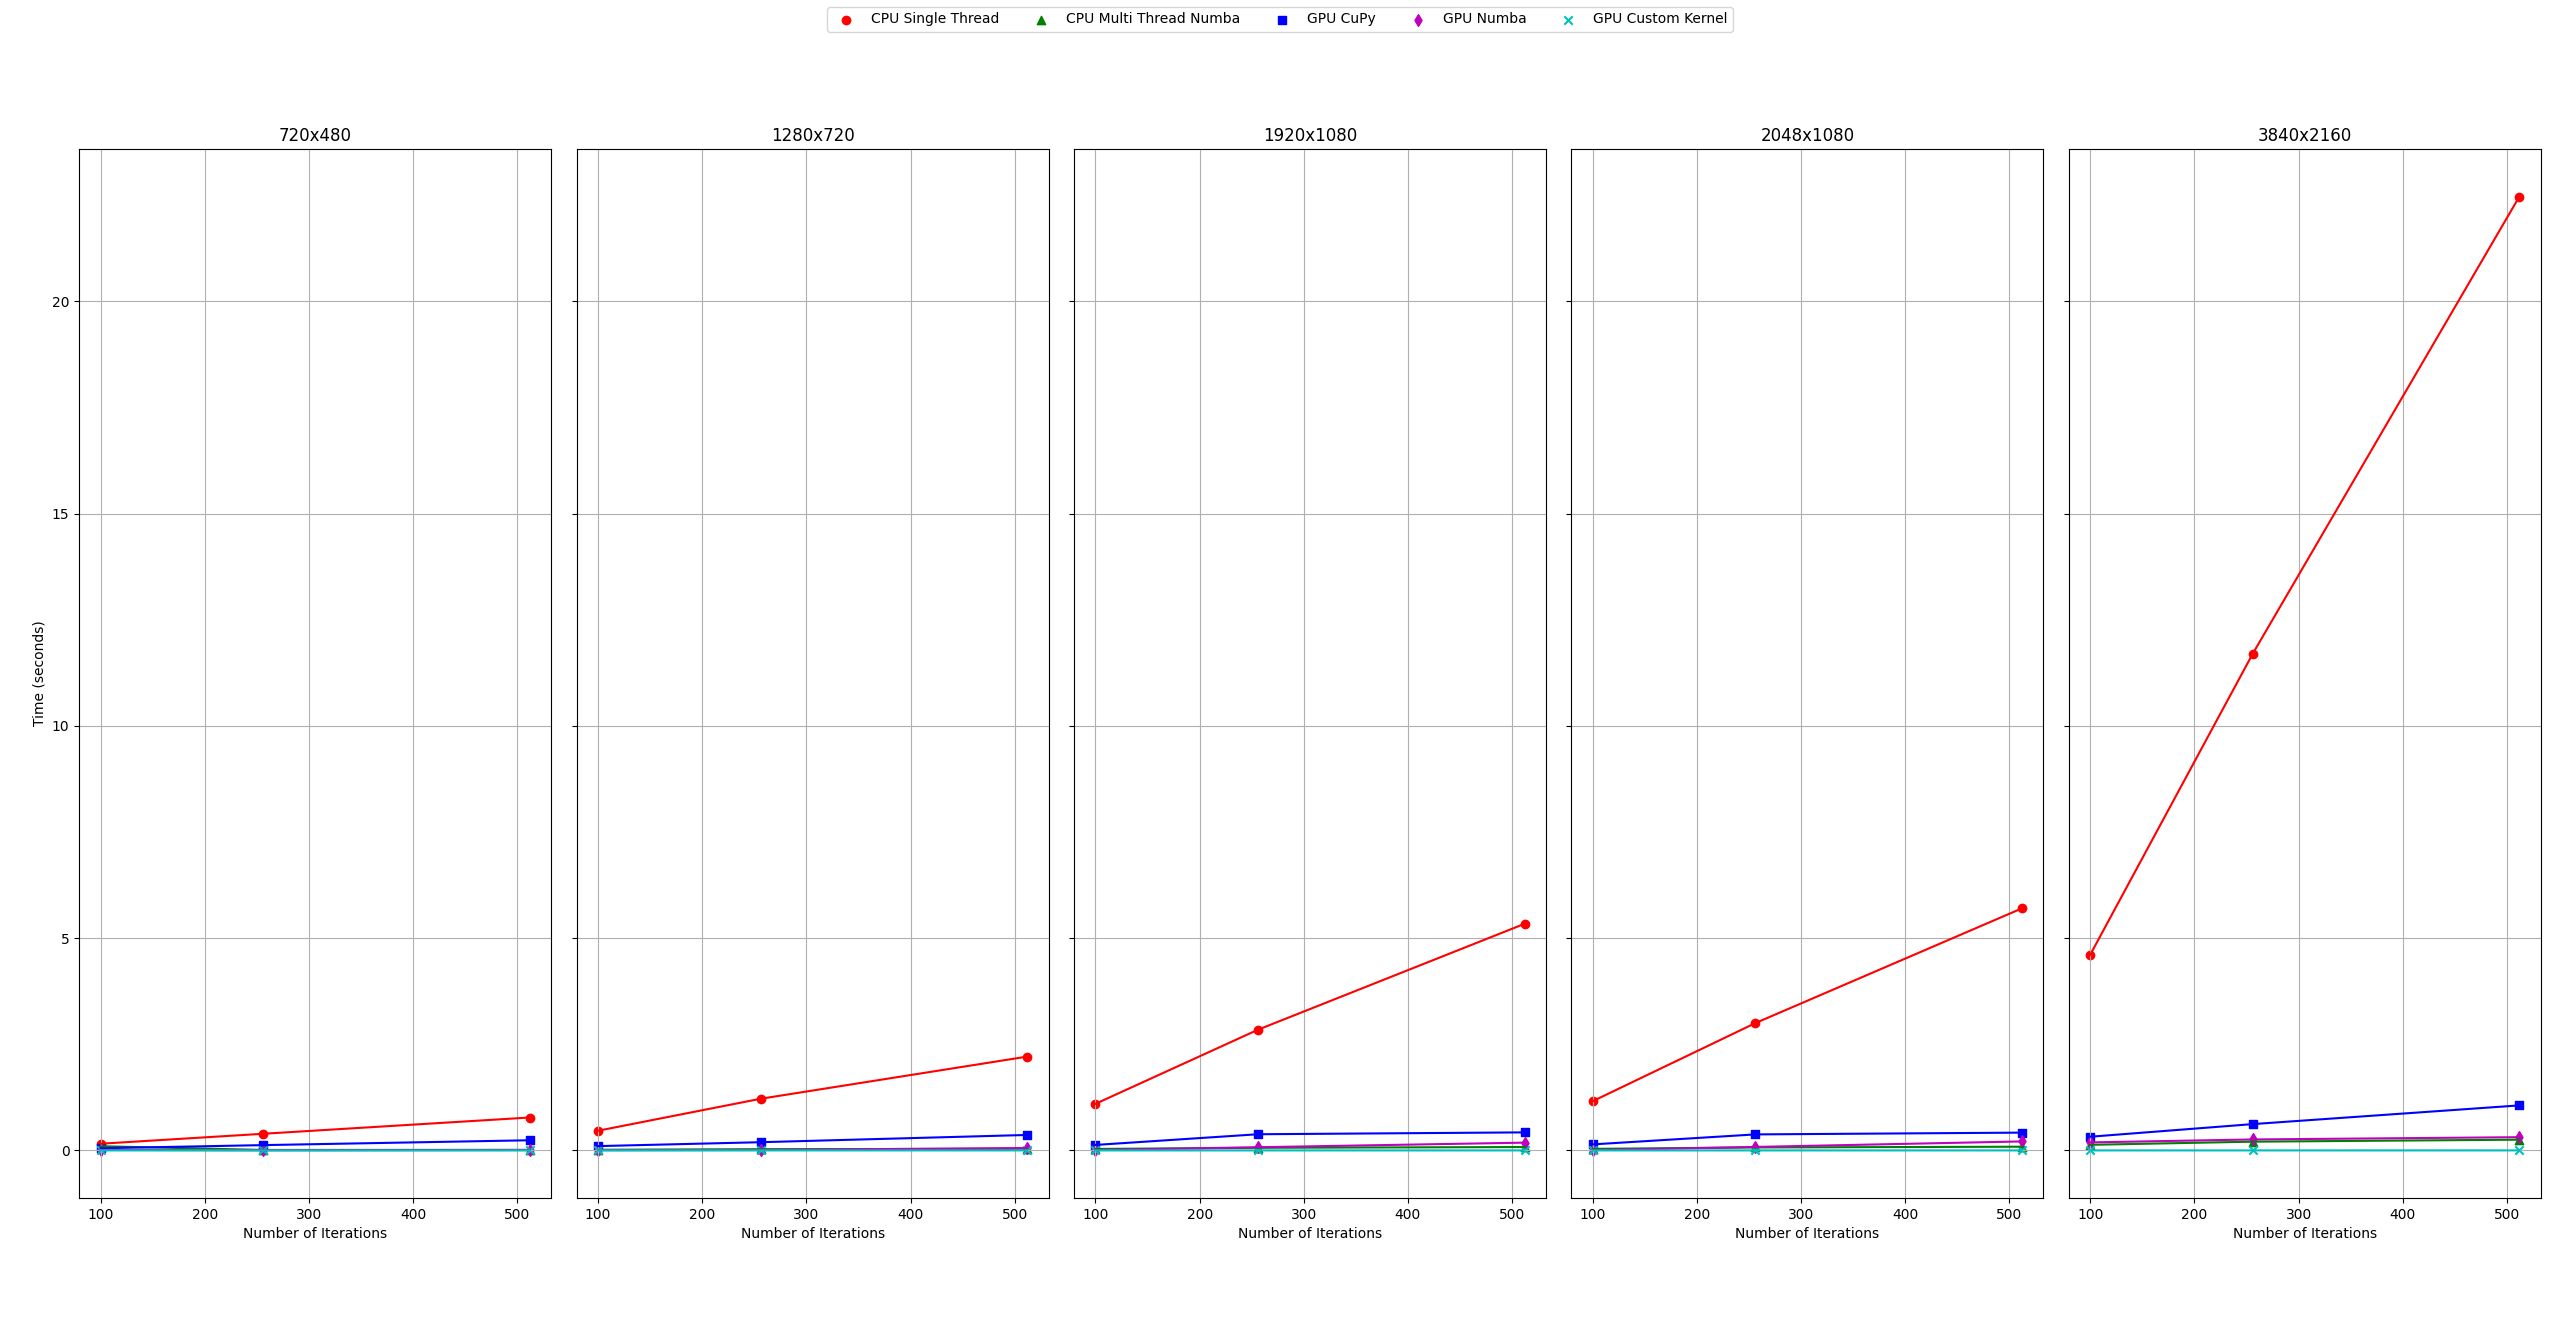 CPU Single Thread CPU Multi Thread Numba GPU CuPy GPU Numba GPU Custom Kernel
720x480 1280x720 1920x1080 2048x1080 3840x2160
20
15
Time (seconds)
10
5
0
100 200 300 400 500 100 200 300 400 500 100 200 300 400 500 100 200 300 400 500 100 200 300 400 500
Number of Iterations Number of Iterations Number of Iterations Number of Iterations Number of Iterations